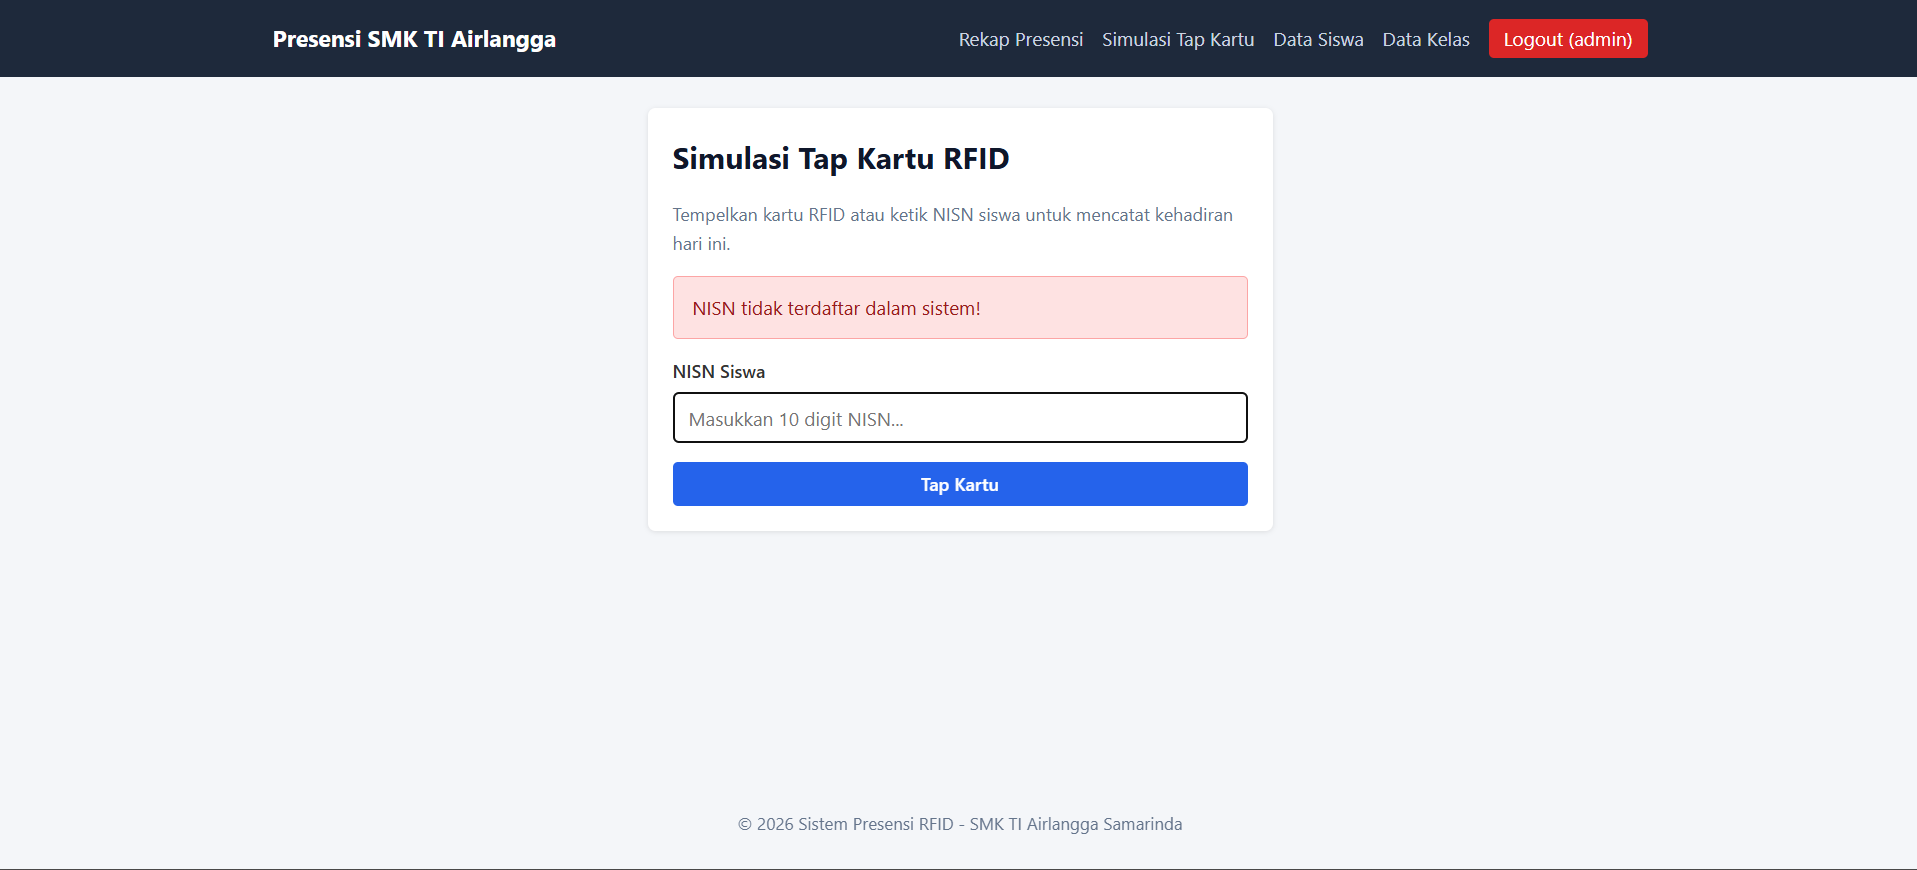 Presensi SMK TI Airlangga
Rekap Presensi
Simulasi Tap Kartu
Data Siswa
Data Kelas
Logout (admin)
Simulasi Tap Kartu RFID
Tempelkan kartu RFID atau ketik NISN siswa untuk mencatat kehadiran
hari ini.
NISN tidak terdaftar dalam sistem!
NISN Siswa
Masukkan 10 digit NISN...
Tap Kartu
© 2026 Sistem Presensi RFID - SMK TI Airlangga Samarinda